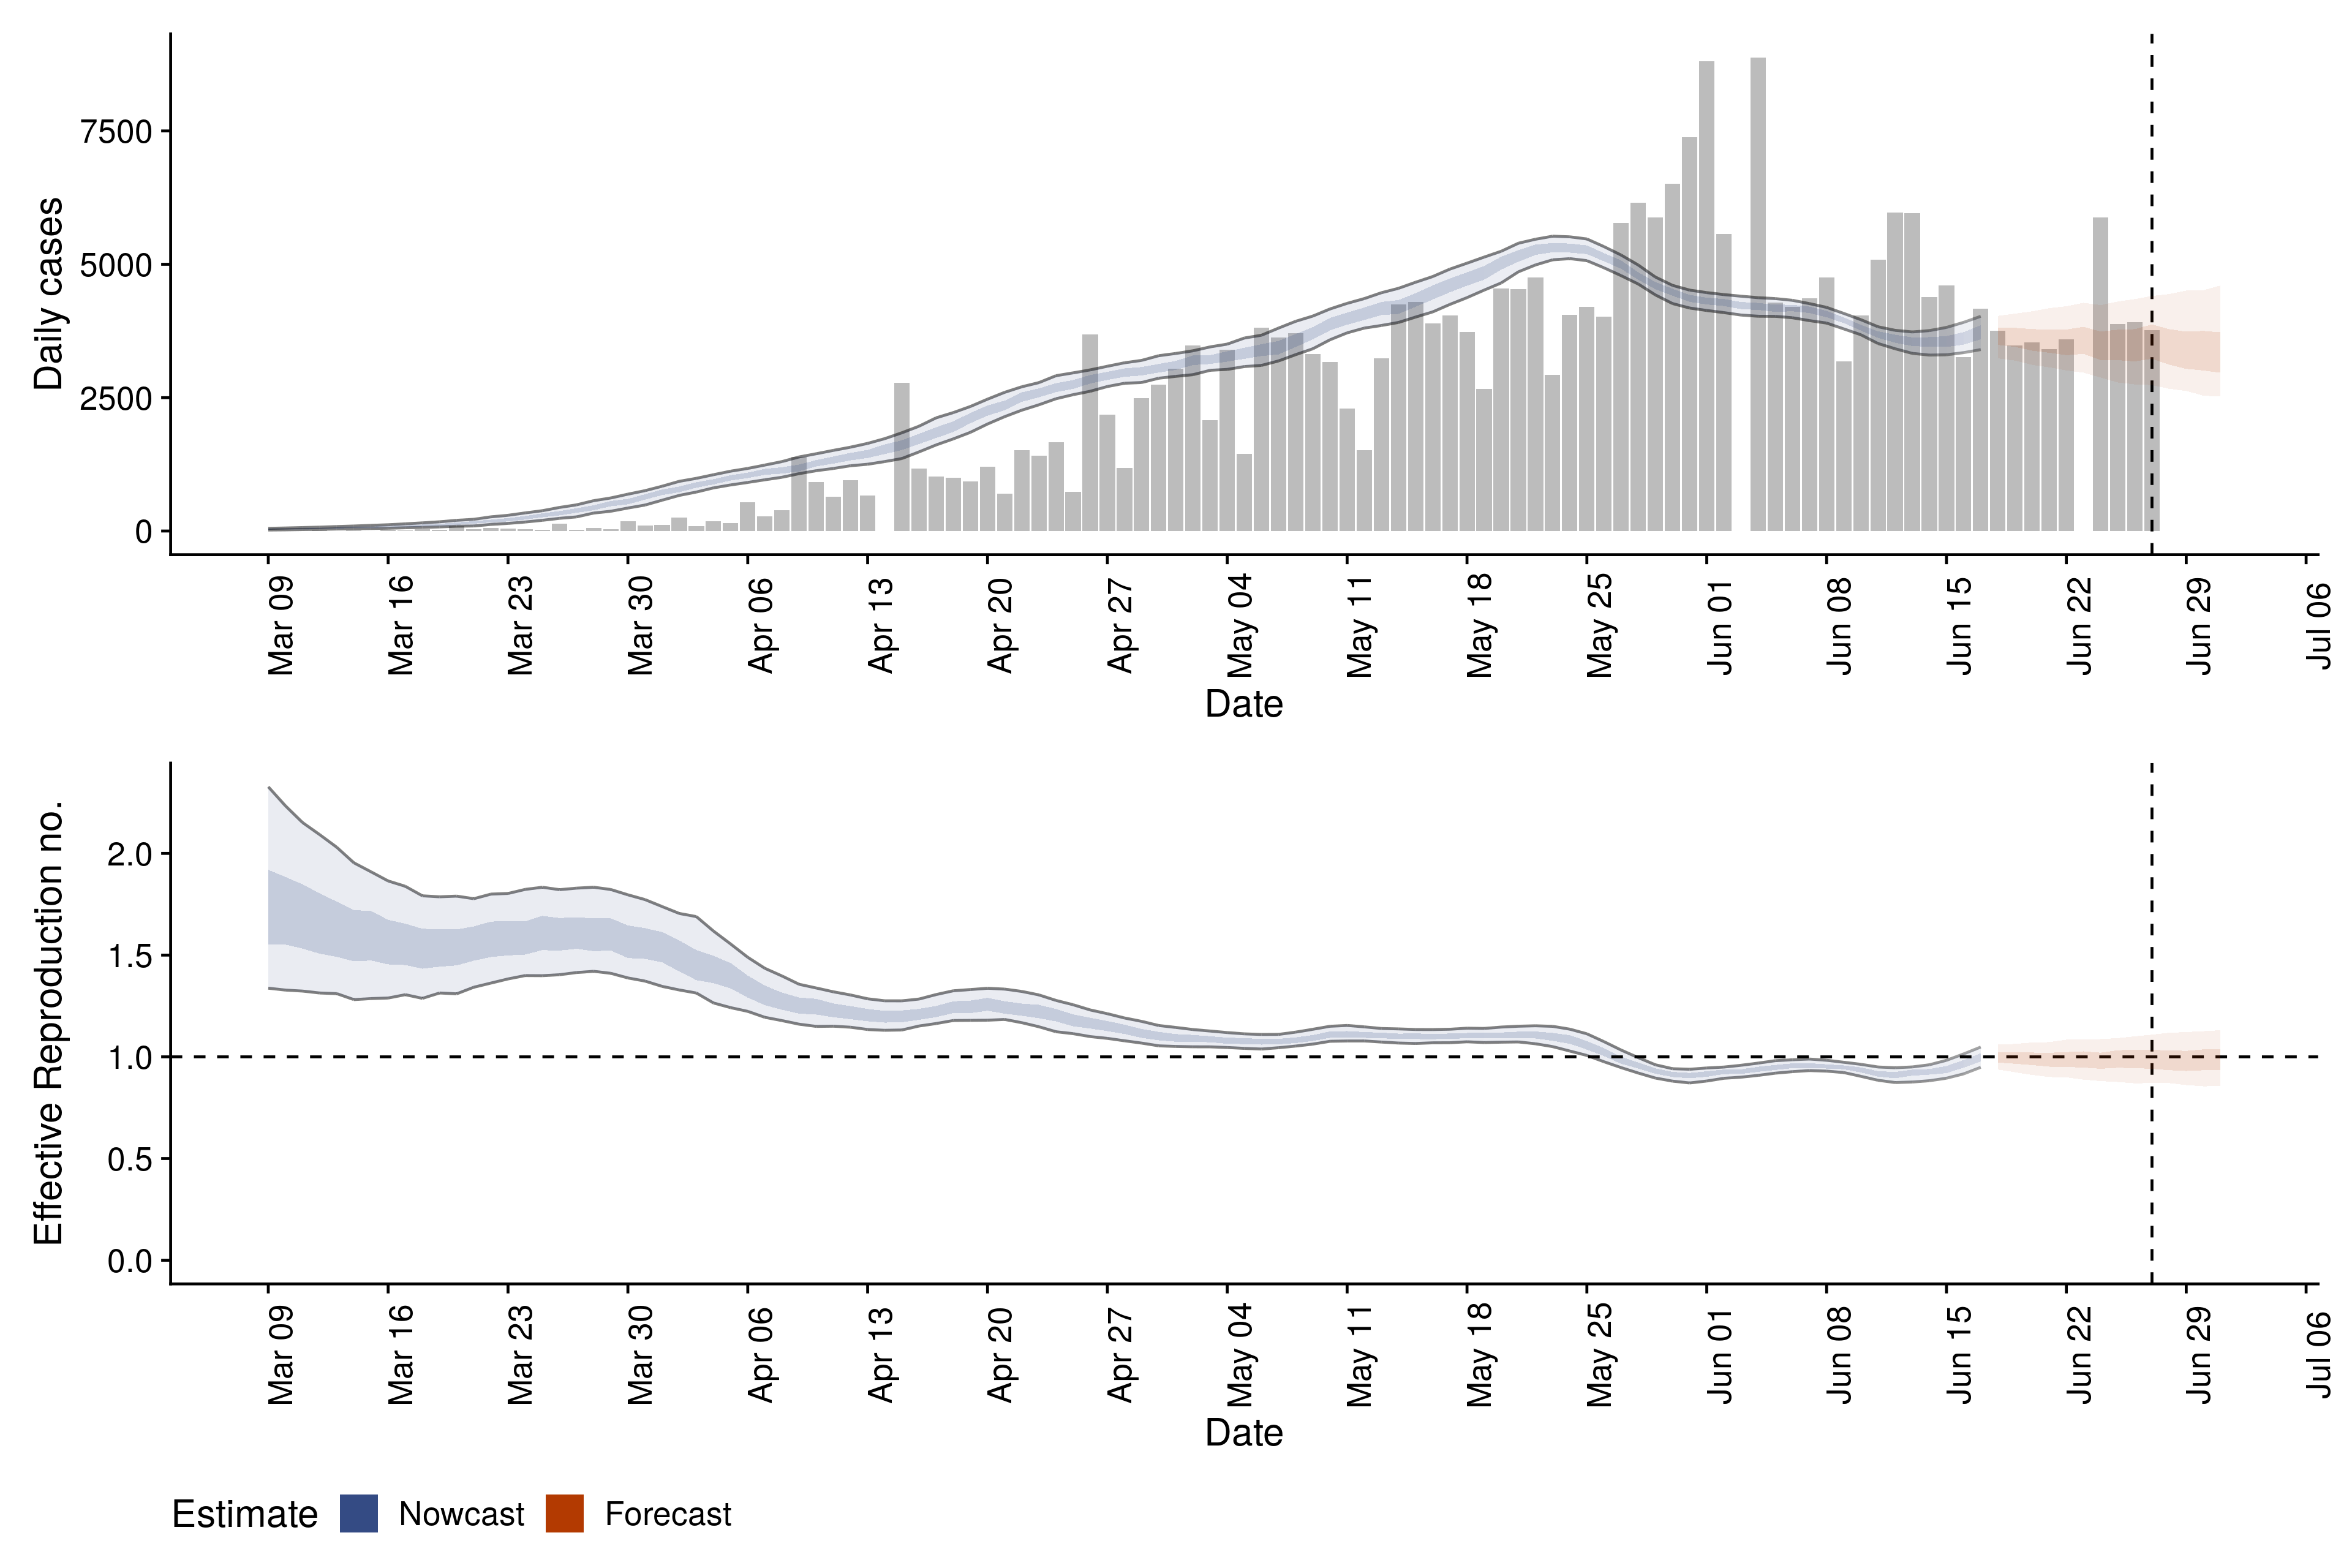 Daily cases
7500
5000
2500
0
Mar 09 Mar 16 Mar 23 Mar 30 Apr 06 Apr 13 Apr 20 Apr 27 May 04 May 11 May 18 May 25 Jun 01 Jun 08 Jun 15 Jun 22 Jun 29 Jul 06
Date
Effective Reproduction no.
2.0
1.5
1.0
0.5
0.0
Mar 09 Mar 16 Mar 23 Mar 30 Apr 06 Apr 13 Apr 20 Apr 27 May 04 May 11 May 18 May 25 Jun 01 Jun 08 Jun 15 Jun 22 Jun 29 Jul 06
Date
Estimate Nowcast Forecast